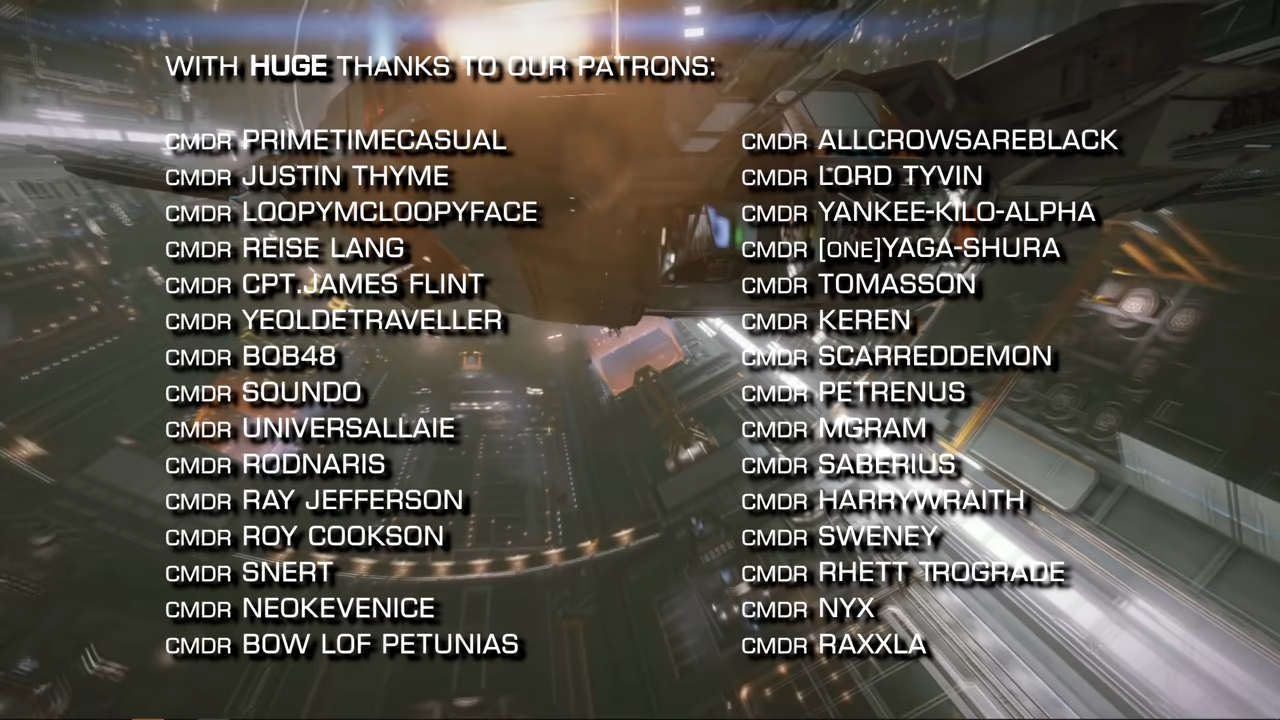 WITH HUGE THANKS TO OUR PATRONS:
CMDR PRIMETIMECASUAL
CMDR JUSTIN THYME
CMDR LOOPYMCLOOPYFACE
CMDR REISE LANG
CMDR CPT.JAMES FLINT
CMDR YEOLDETRAVELLER
CMDR BOB48
CMDR SOUNDO
CMDR UNIVERSALLAIE
CMDR RODNARIS
CMDR RAY JEFFERSON
CMDR ROY COOKSON
CMDR SNERT
CMDR NEOKEVENICE
CMDR BOW LOF PETUNIAS
CMDR ALLCROWSAREBLACK
CMDR LORD TYVIN
CMDR YANKEE-KILO-ALPHA
CMDR [ONE]YAGA-SHURA
CMDR TOMASSON
CMDR KEREN
CMDR SCARREDDEMON
CMDR PETRENUS
CMDR MGRAM
CMDR SABERIUS
CMDR HARRYWRAITH
CMDR SWENEY
CMDR RHETT TROGRADE
CMDR NYX
CMDR RAXXLA